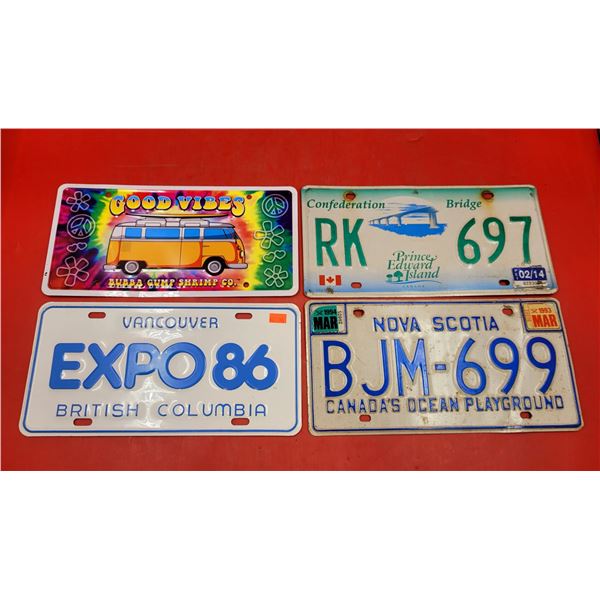 GOOD VIBES
BUBBA GUMP SHRIMP CO.
Confederation Bridge
RK 697
Prince
Edward
Island
CANADA
02/14
VANCOUVER
EXPO 86
BRITISH COLUMBIA
1994
MAR
1993
MAR
NOVA SCOTIA
BJM-699
CANADA'S OCEAN PLAYGROUND